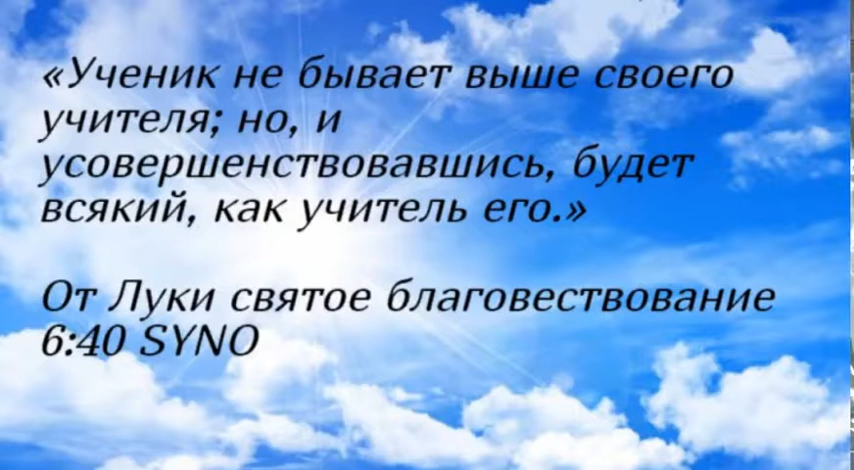 «Ученик не бывает выше своего
учителя; но, и
усовершенствовавшись, будет
всякий, как учитель его.»
От Луки святое благовествование
6:40 SYNO